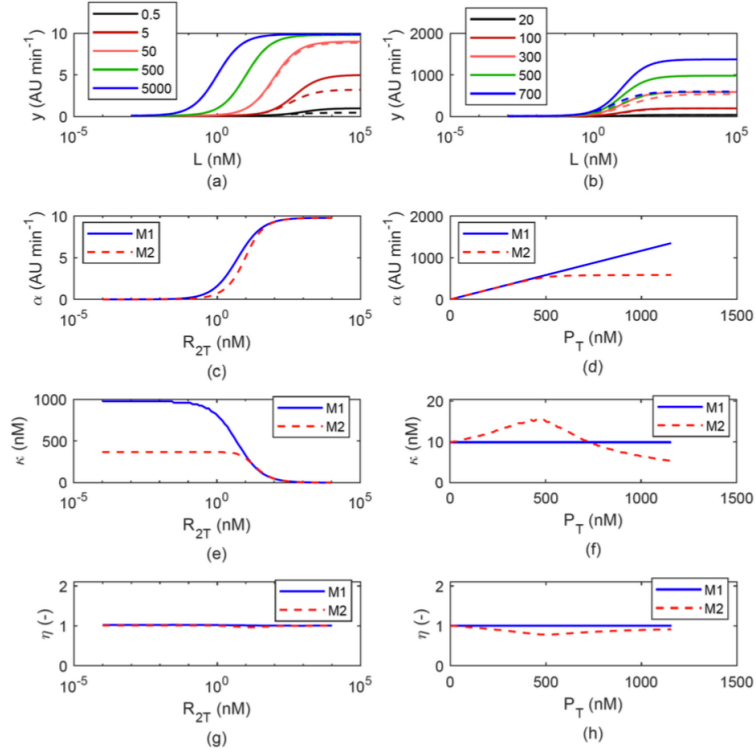 0.5
5
50
500
5000
10
5
0
y (AU min⁻¹)
10⁻⁵
10⁰
10⁵
L (nM)
(a)
20
100
300
500
700
2000
1000
0
y (AU min⁻¹)
10⁻⁵
10⁰
10⁵
L (nM)
(b)
M1
M2
10
5
0
α (AU min⁻¹)
10⁻⁵
10⁰
10⁵
R₂T (nM)
(c)
M1
M2
2000
1000
0
α (AU min⁻¹)
0
500
1000
1500
P_T (nM)
(d)
M1
M2
1000
500
0
κ (nM)
10⁻⁵
10⁰
10⁵
R₂T (nM)
(e)
M1
M2
20
10
0
κ (nM)
0
500
1000
1500
P_T (nM)
(f)
M1
M2
2
1
0
η (-)
10⁻⁵
10⁰
10⁵
R₂T (nM)
(g)
M1
M2
2
1
0
η (-)
0
500
1000
1500
P_T (nM)
(h)